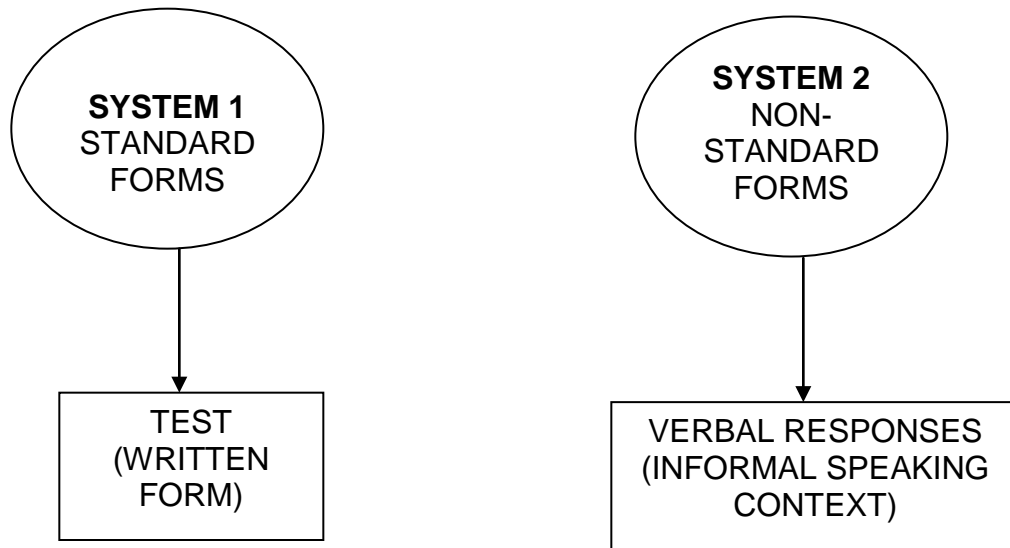 SYSTEM 1
STANDARD
FORMS
SYSTEM 2
NON-
STANDARD
FORMS
TEST
(WRITTEN
FORM)
VERBAL RESPONSES
(INFORMAL SPEAKING
CONTEXT)